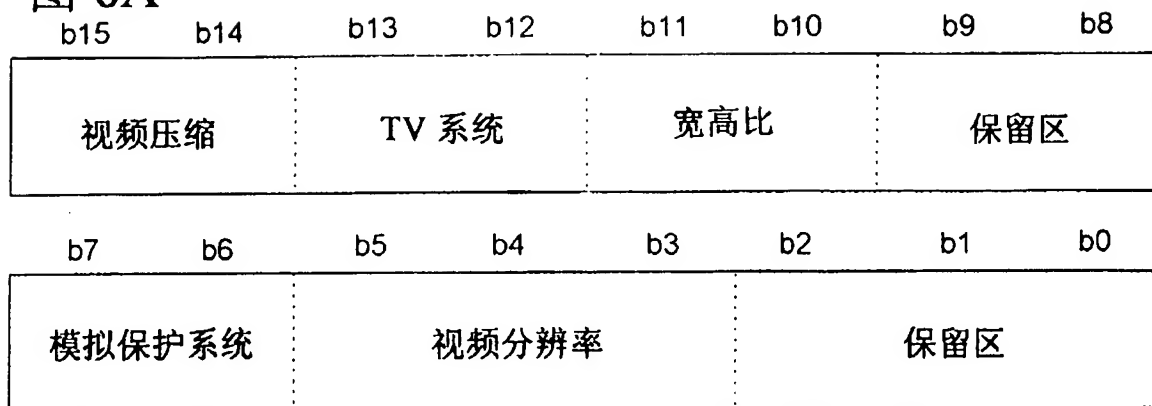 b15 b14 b13 b12 b11 b10 b9 b8
视频压缩 TV 系统 宽高比 保留区
b7 b6 b5 b4 b3 b2 b1 b0
模拟保护系统 视频分辨率 保留区